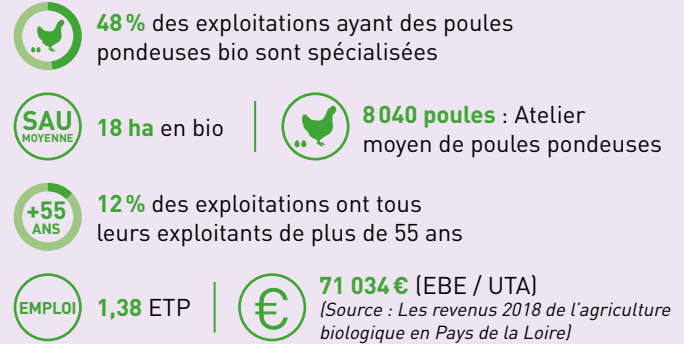 48 % des exploitations ayant des poules
pondeuses bio sont spécialisées
SAU
MOYENNE
18 ha en bio
8 040 poules : Atelier
moyen de poules pondeuses
+55
ANS
12 % des exploitations ont tous
leurs exploitants de plus de 55 ans
EMPLOI
1,38 ETP
€
71 034 € (EBE / UTA)
(Source : Les revenus 2018 de l'agriculture
biologique en Pays de la Loire)